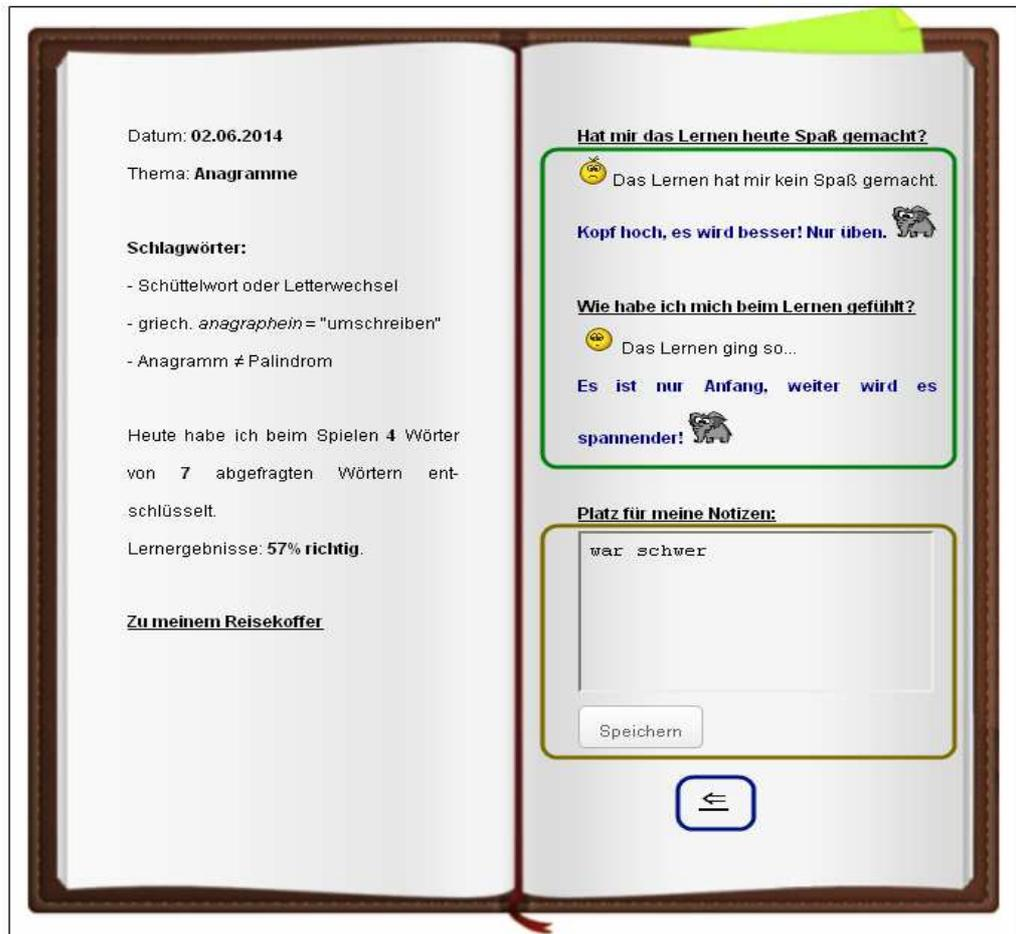 Datum: 02.06.2014
Thema: Anagramme
Schlagwörter:
- Schüttelwort oder Letterwechsel
- griech. anagraphein = "umschreiben"
- Anagramm ≠ Palindrom
Heute habe ich beim Spielen 4 Wörter
von 7 abgefragten Wörtern ent-
schlüsselt.
Lernergebnisse: 57% richtig.
Zu meinem Reisekoffer
Hat mir das Lernen heute Spaß gemacht?
Das Lernen hat mir kein Spaß gemacht.
Kopf hoch, es wird besser! Nur üben.
Wie habe ich mich beim Lernen gefühlt?
Das Lernen ging so...
Es ist nur Anfang, weiter wird es
spannender!
Platz für meine Notizen:
war schwer
Speichern
⇐